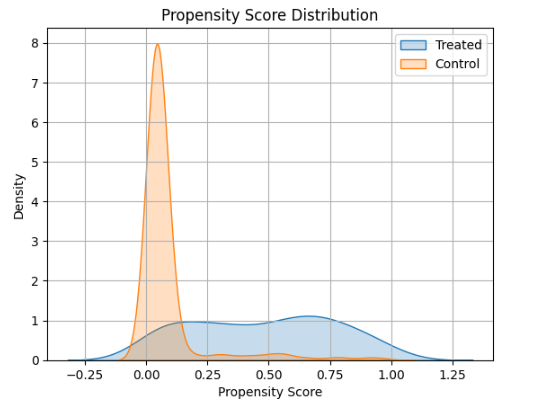 Propensity Score Distribution
Treated
Control
Density
8
7
6
5
4
3
2
1
0
-0.25 0.00 0.25 0.50 0.75 1.00 1.25
Propensity Score